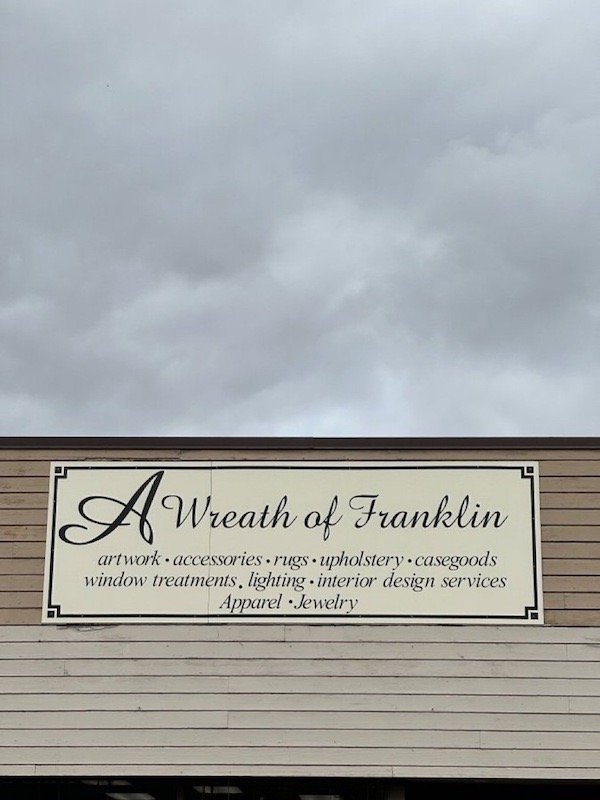 A Wreath of Franklin
artwork • accessories • rugs • upholstery • casegoods
window treatments. lighting • interior design services
Apparel • Jewelry